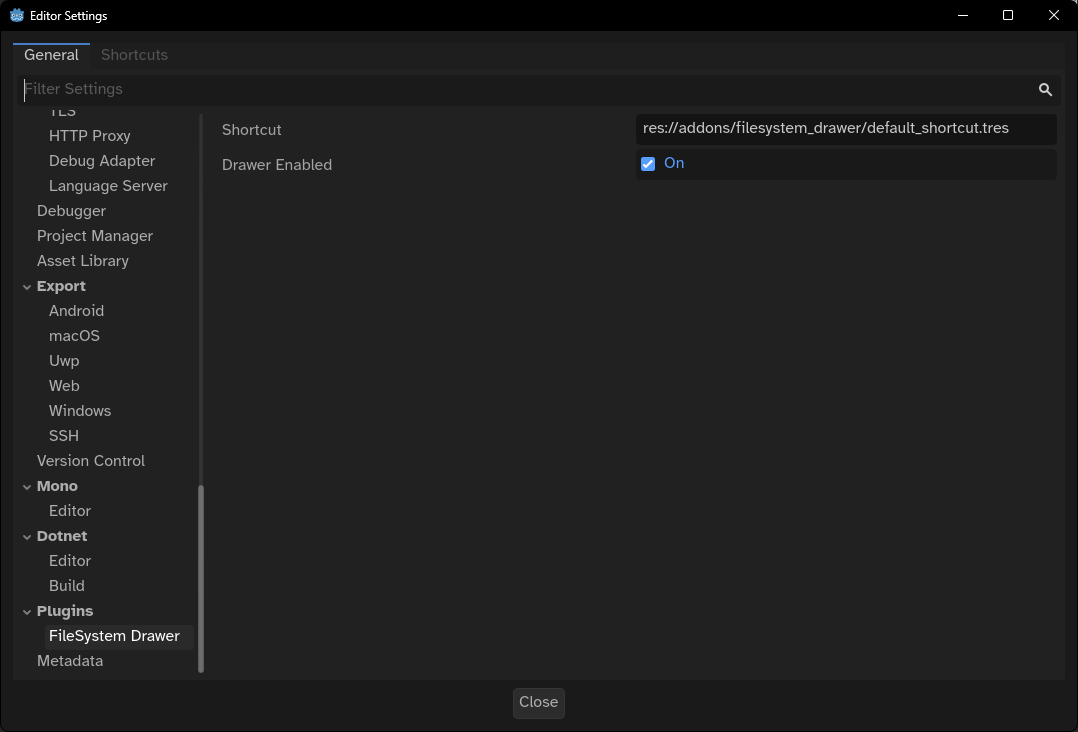 Editor Settings
General Shortcuts
Filter Settings
TLS
HTTP Proxy
Debug Adapter
Language Server
Debugger
Project Manager
Asset Library
Export
Android
macOS
Uwp
Web
Windows
SSH
Version Control
Mono
Editor
Dotnet
Editor
Build
Plugins
FileSystem Drawer
Metadata
Shortcut res://addons/filesystem_drawer/default_shortcut.tres
Drawer Enabled On
Close